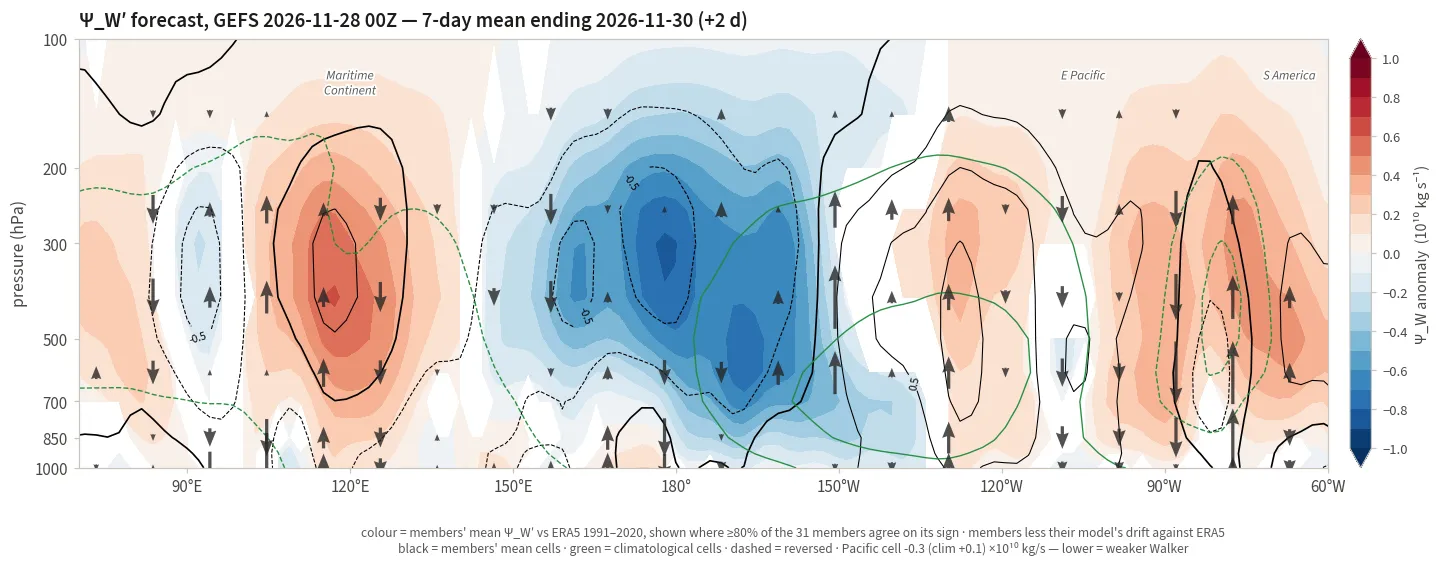 Ψ_W′ forecast, GEFS 2026-11-28 00Z — 7-day mean ending 2026-11-30 (+2 d)
100
200
300
400
500
700
850
1000
pressure (hPa)
Maritime
Continent
E Pacific
S America
-0.5
-0.5
-0.5
0.5
90°E
120°E
150°E
180°
150°W
120°W
90°W
60°W
1.0
0.8
0.6
0.4
0.2
0.0
−0.2
−0.4
−0.6
−0.8
−1.0
Ψ_W anomaly (10¹⁰ kg s⁻¹)
colour = members' mean Ψ_W′ vs ERA5 1991–2020, shown where ≥80% of the 31 members agree on its sign · members less their model's drift against ERA5
black = members' mean cells · green = climatological cells · dashed = reversed · Pacific cell -0.3 (clim +0.1) ×10¹⁰ kg/s — lower = weaker Walker